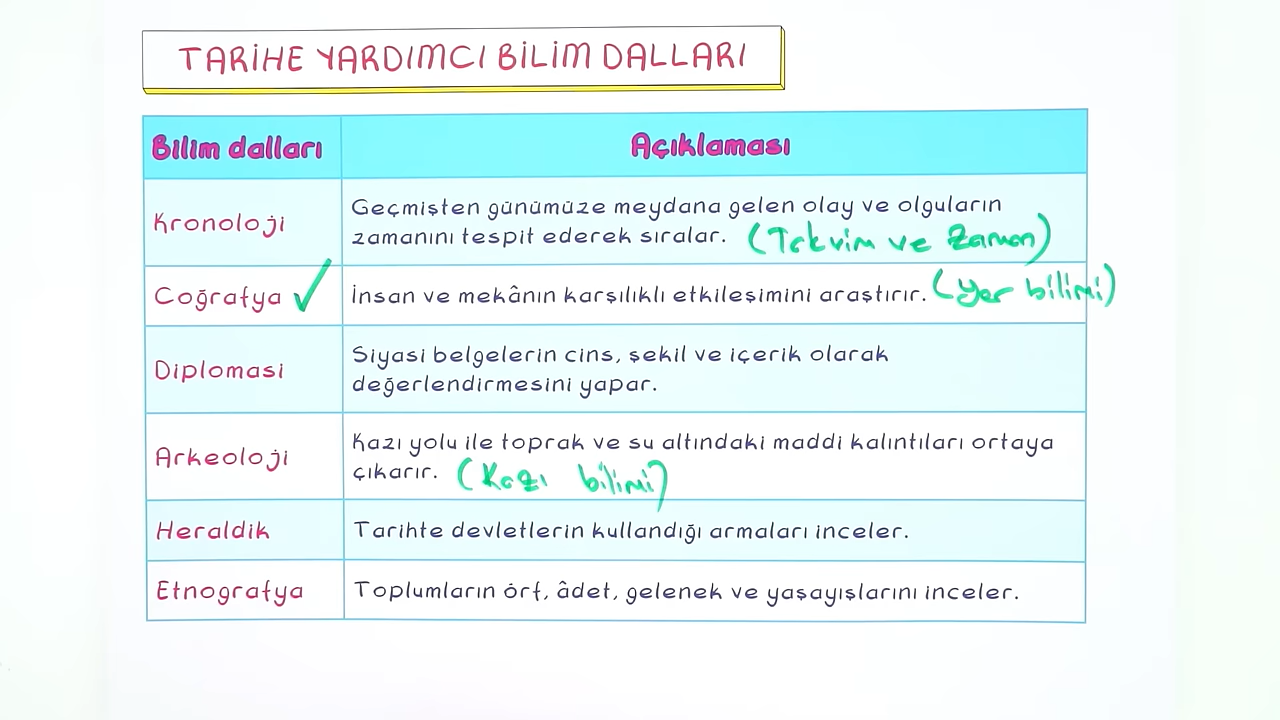 TARİHE YARDIMCI BİLİM DALLARI
Bilim dalları Açıklaması
Kronoloji
Geçmişten günümüze meydana gelen olay ve olguların
zamanını tespit ederek sıralar. (Takvim ve Zaman)
Coğrafya ✓ İnsan ve mekânın karşılıklı etkileşimini araştırır. (Yer bilimi)
Diplomasi
Siyasi belgelerin cins, şekil ve içerik olarak
değerlendirmesini yapar.
Arkeoloji
Kazı yolu ile toprak ve su altındaki maddi kalıntıları ortaya
çıkarır. (Kazı bilimi)
Heraldik Tarihte devletlerin kullandığı armaları inceler.
Etnografya Toplumların örf, âdet, gelenek ve yaşayışlarını inceler.